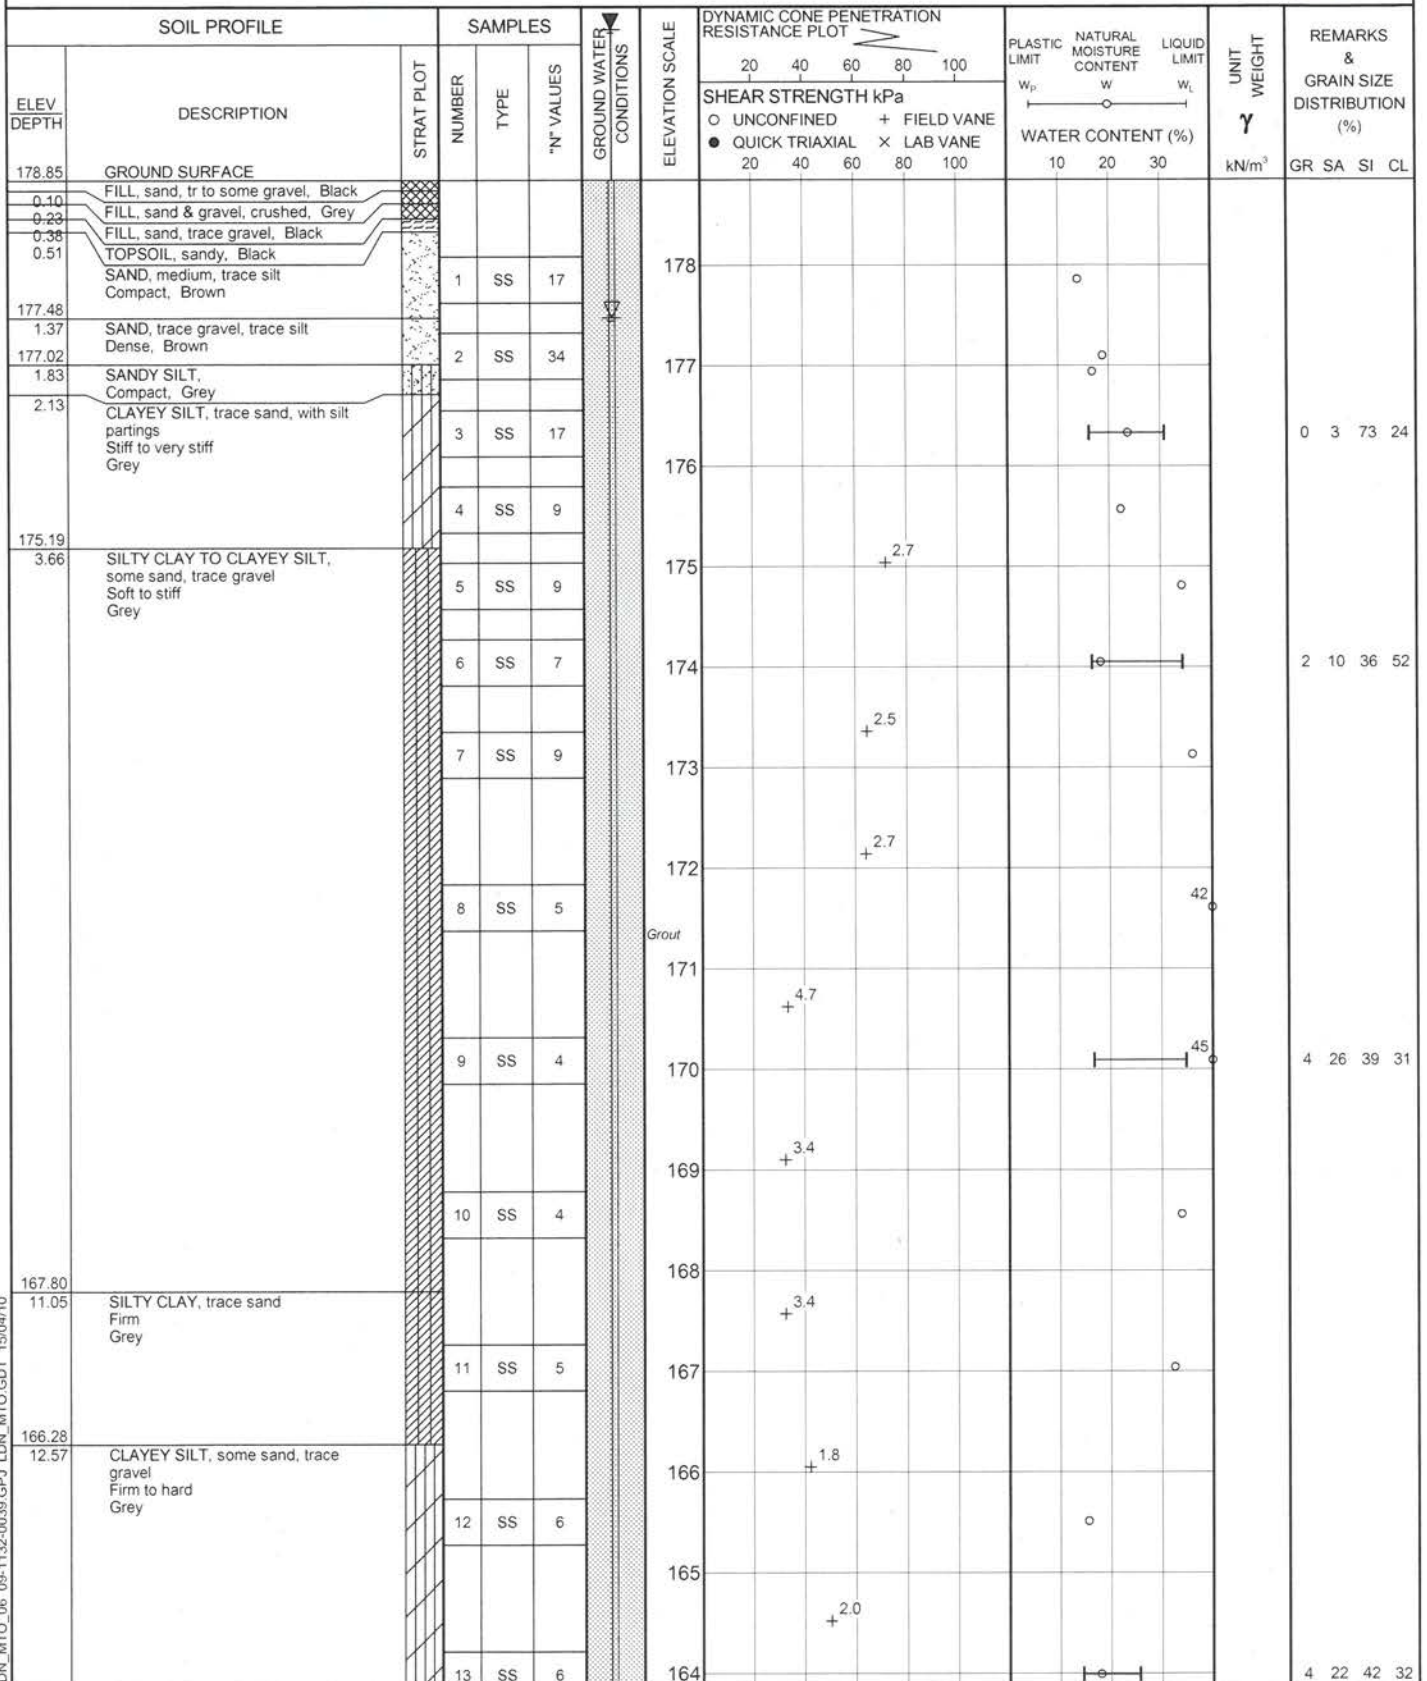 SOIL PROFILE
SAMPLES
GROUND WATER CONDITIONS
ELEVATION SCALE
DYNAMIC CONE PENETRATION
RESISTANCE PLOT
20 40 60 80 100
SHEAR STRENGTH kPa
○ UNCONFINED + FIELD VANE
● QUICK TRIAXIAL × LAB VANE
20 40 60 80 100
PLASTIC LIMIT
NATURAL MOISTURE CONTENT
LIQUID LIMIT
WP W WL
WATER CONTENT (%)
10 20 30
UNIT WEIGHT
γ
kN/m³
REMARKS
&
GRAIN SIZE
DISTRIBUTION
(%)
GR SA SI CL
ELEV
DEPTH
DESCRIPTION
STRAT PLOT
NUMBER
TYPE
"N" VALUES
178.85 GROUND SURFACE
FILL, sand, tr to some gravel, Black
0.10
FILL, sand & gravel, crushed, Grey
0.23
FILL, sand, trace gravel, Black
0.38
0.51 TOPSOIL, sandy, Black
SAND, medium, trace silt
Compact, Brown
1 SS 17
178
177.48
1.37 SAND, trace gravel, trace silt
Dense, Brown
177.02
2 SS 34
177
1.83 SANDY SILT,
Compact, Grey
2.13 CLAYEY SILT, trace sand, with silt
partings
Stiff to very stiff
Grey
3 SS 17
0 3 73 24
176
4 SS 9
175.19
3.66 SILTY CLAY TO CLAYEY SILT,
some sand, trace gravel
Soft to stiff
Grey
2.7
175
5 SS 9
6 SS 7
174
2 10 36 52
2.5
7 SS 9
173
2.7
172
42
8 SS 5
Grout
171
4.7
45
9 SS 4
170
4 26 39 31
3.4
169
10 SS 4
168
167.80
11.05 SILTY CLAY, trace sand
Firm
Grey
3.4
11 SS 5
167
166.28
12.57 CLAYEY SILT, some sand, trace
gravel
Firm to hard
Grey
1.8
166
12 SS 6
165
2.0
13 SS 6
164
4 22 42 32